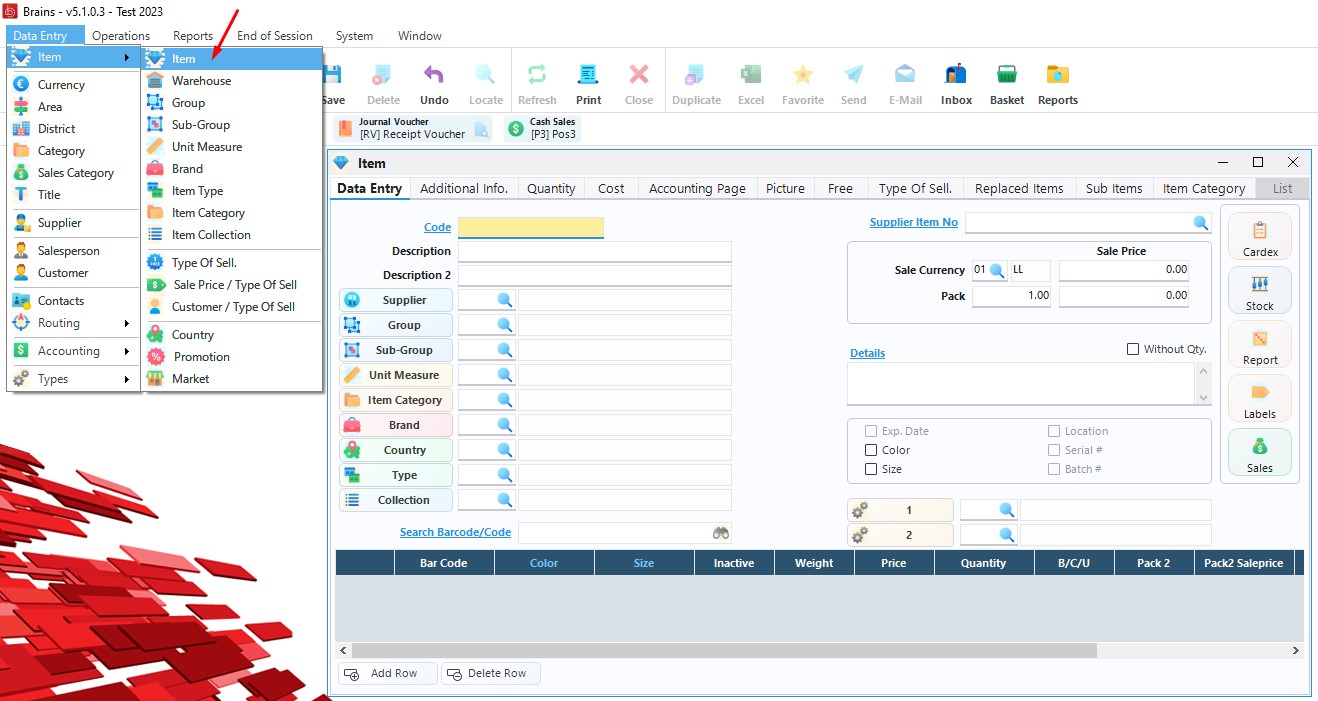 Brains - v5.1.0.3 - Test 2023
Data Entry Operations Reports End of Session System Window
Item
Currency
Area
District
Category
Sales Category
Title
Supplier
Salesperson
Customer
Contacts
Routing
Accounting
Types
Item
Warehouse
Group
Sub-Group
Unit Measure
Brand
Item Type
Item Category
Item Collection
Type Of Sell.
Sale Price / Type Of Sell
Customer / Type Of Sell
Country
Promotion
Market
Save Delete Undo Locate Refresh Print Close Duplicate Excel Favorite Send E-Mail Inbox Basket Reports
Journal Voucher
[RV] Receipt Voucher
Cash Sales
[P3] Pos3
Item
Data Entry Additional Info. Quantity Cost Accounting Page Picture Free Type Of Sell. Replaced Items Sub Items Item Category List
Code
Description
Description 2
Supplier
Group
Sub-Group
Unit Measure
Item Category
Brand
Country
Type
Collection
Search Barcode/Code
Supplier Item No
Sale Price
Sale Currency 01 LL 0.00
Pack 1.00 0.00
Details Without Qty.
Exp. Date Location
Color Serial #
Size Batch #
1
2
Cardex
Stock
Report
Labels
Sales
Bar Code Color Size Inactive Weight Price Quantity B/C/U Pack 2 Pack2 Saleprice
Add Row Delete Row